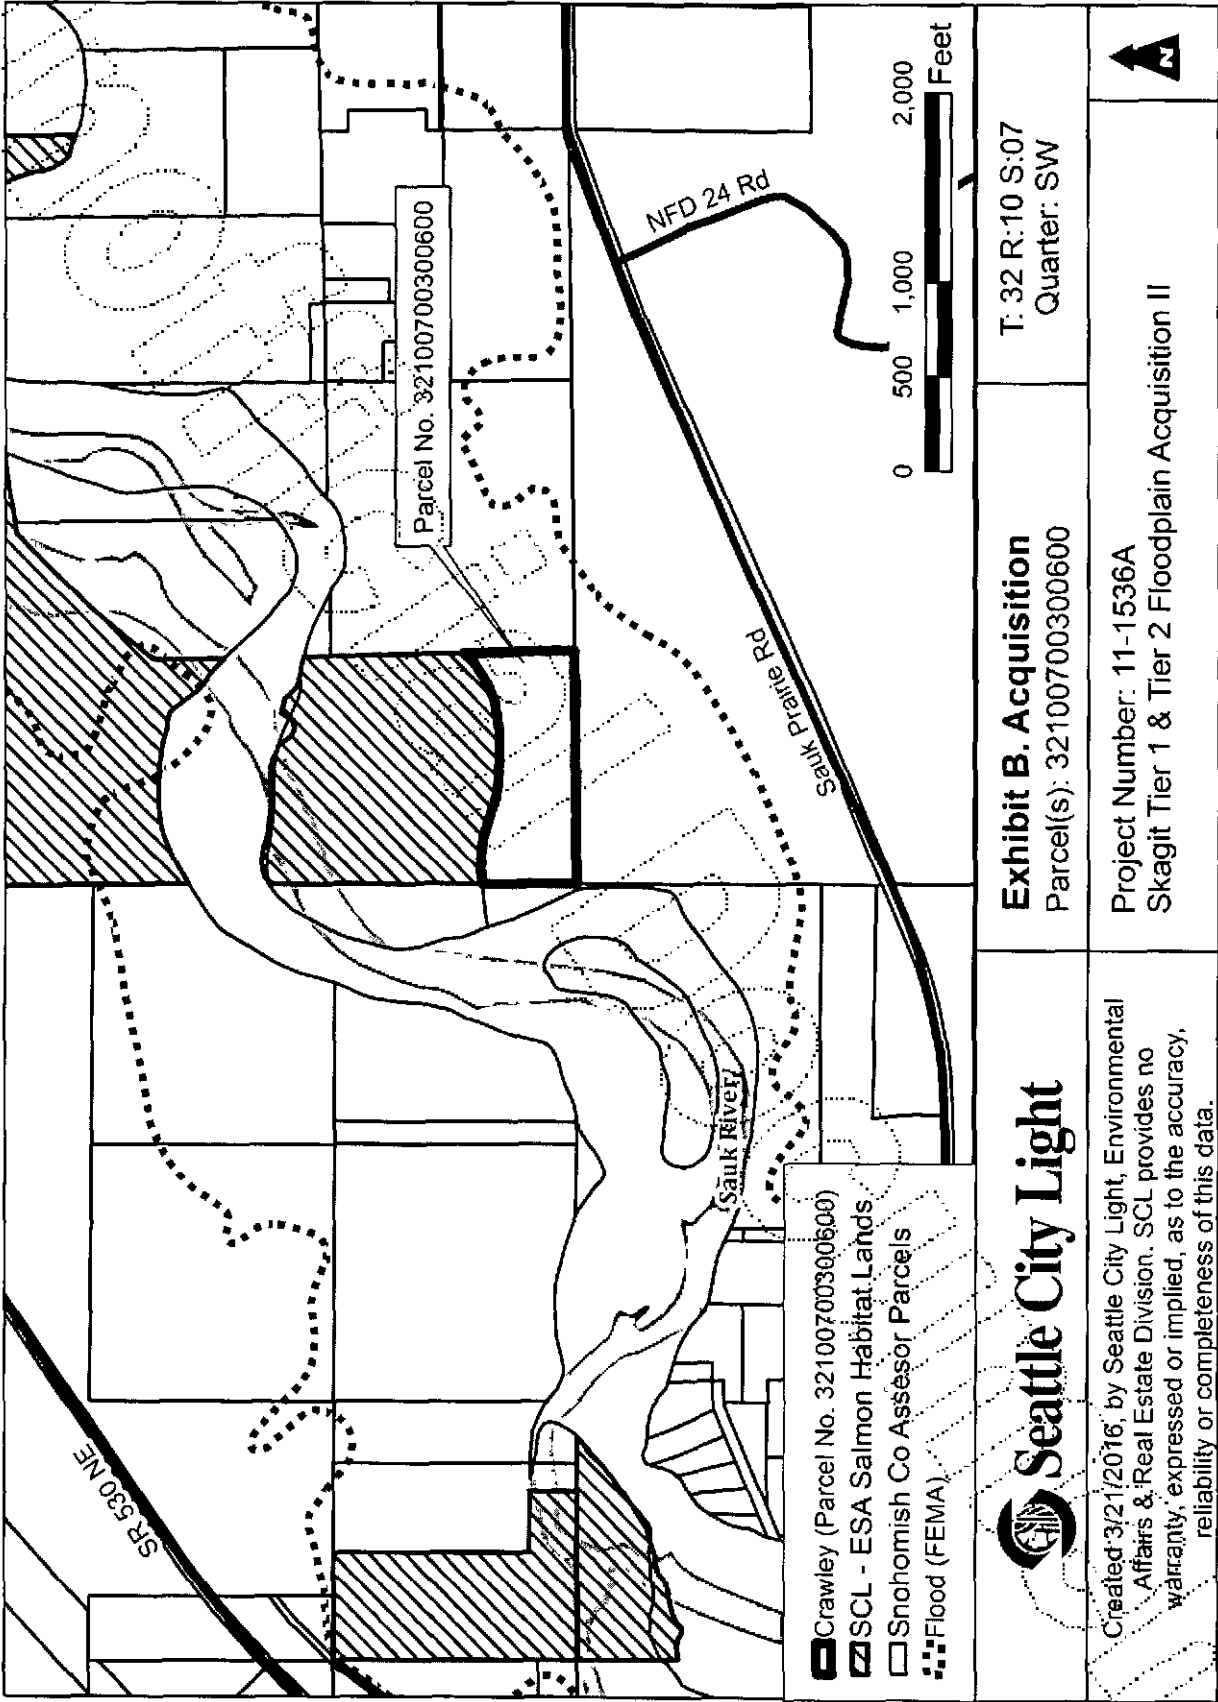 SR 530 NE
Parcel No. 32100700300600
NFD 24 Rd
Sauk Prairie Rd
Sauk River
0 500 1,000 2,000
Feet
Crawley (Parcel No. 32100700300600)
SCL - ESA Salmon Habitat Lands
Snohomish Co Assesor Parcels
Flood (FEMA)
Seattle City Light
Exhibit B. Acquisition
Parcel(s): 32100700300600
T: 32 R:10 S:07
Quarter: SW
Created 3/21/2016, by Seattle City Light, Environmental
Affairs & Real Estate Division. SCL provides no
warranty, expressed or implied, as to the accuracy,
reliability or completeness of this data.
Project Number: 11-1536A
Skagit Tier 1 & Tier 2 Floodplain Acquisition II
N